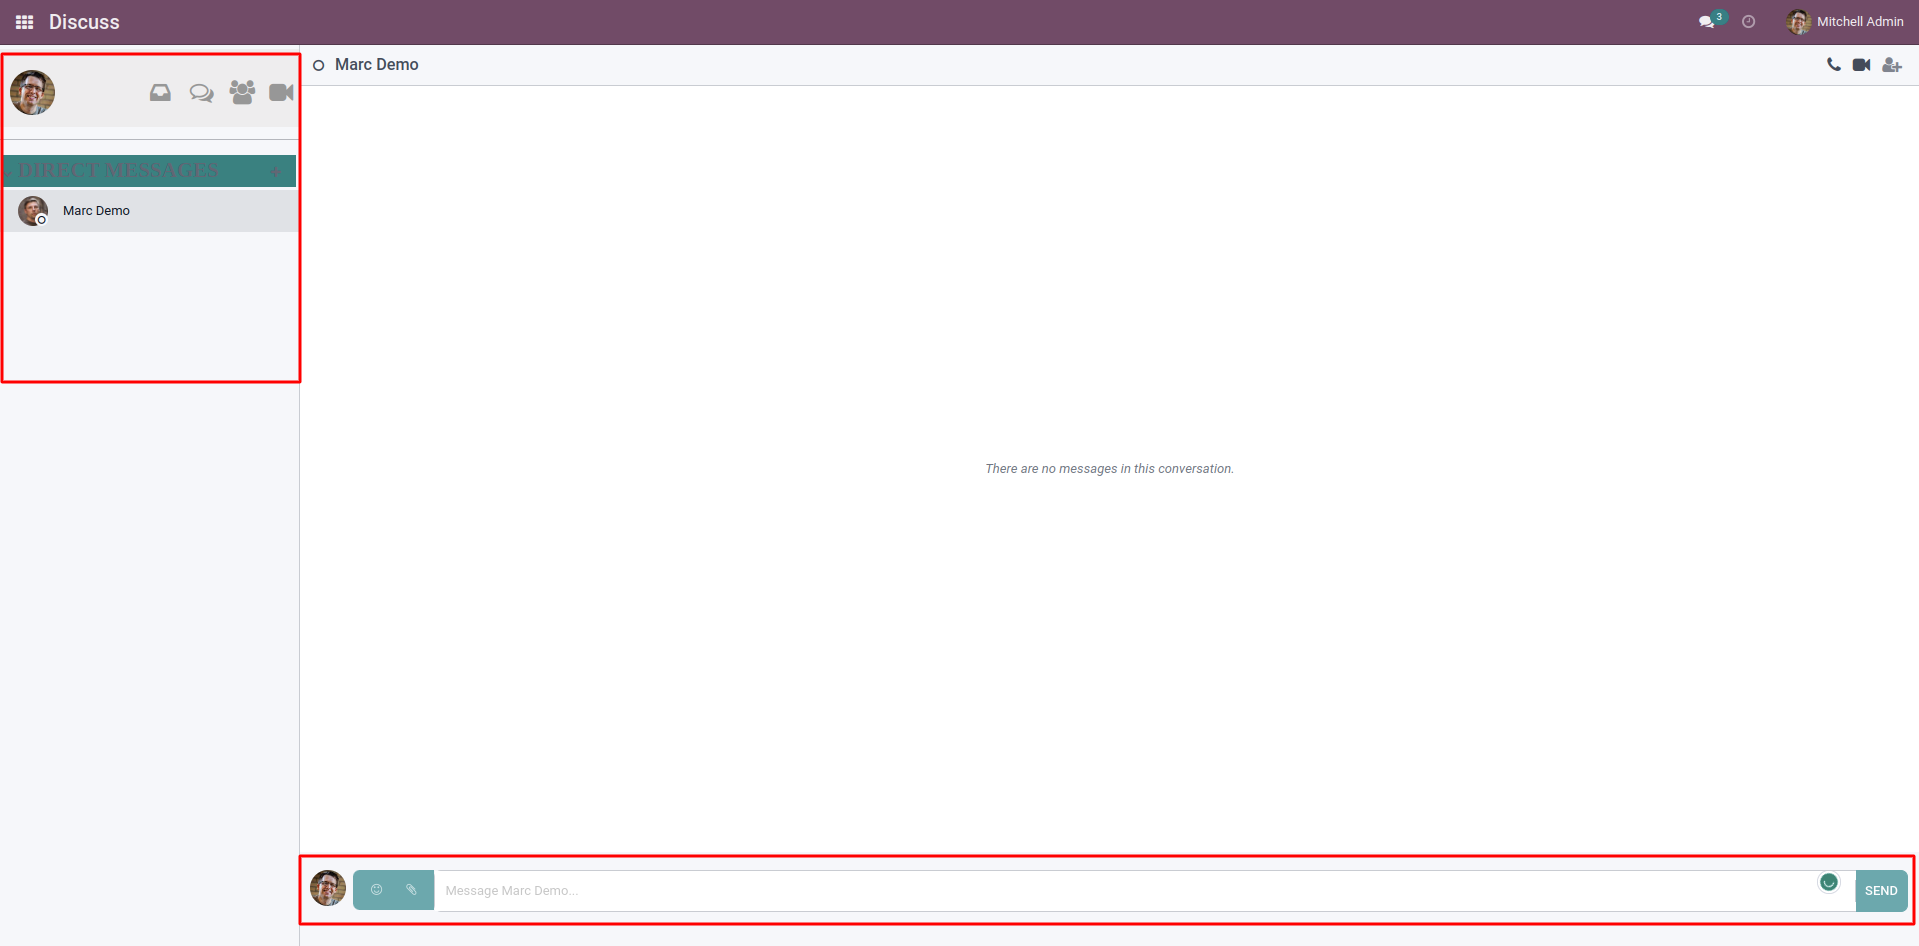 Discuss
3
Mitchell Admin
Marc Demo
DIRECT MESSAGES +
Marc Demo
There are no messages in this conversation.
Message Marc Demo...
SEND